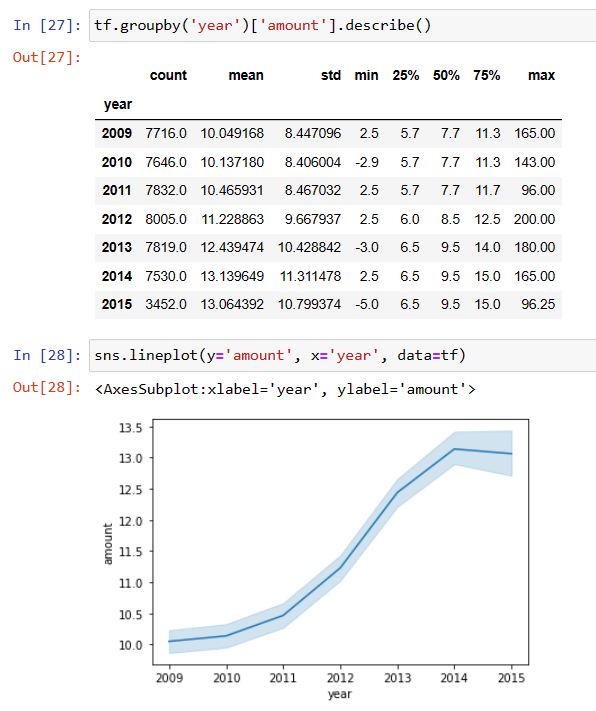 In [27]: tf.groupby('year')['amount'].describe()
Out[27]:
count mean std min 25% 50% 75% max
year
2009 7716.0 10.049168 8.447096 2.5 5.7 7.7 11.3 165.00
2010 7646.0 10.137180 8.406004 -2.9 5.7 7.7 11.3 143.00
2011 7832.0 10.465931 8.467032 2.5 5.7 7.7 11.7 96.00
2012 8005.0 11.228863 9.667937 2.5 6.0 8.5 12.5 200.00
2013 7819.0 12.439474 10.428842 -3.0 6.5 9.5 14.0 180.00
2014 7530.0 13.139649 11.311478 2.5 6.5 9.5 15.0 165.00
2015 3452.0 13.064392 10.799374 -5.0 6.5 9.5 15.0 96.25
In [28]: sns.lineplot(y='amount', x='year', data=tf)
Out[28]: <AxesSubplot:xlabel='year', ylabel='amount'>
13.5
13.0
12.5
12.0
11.5
11.0
10.5
10.0
amount
2009 2010 2011 2012 2013 2014 2015
year